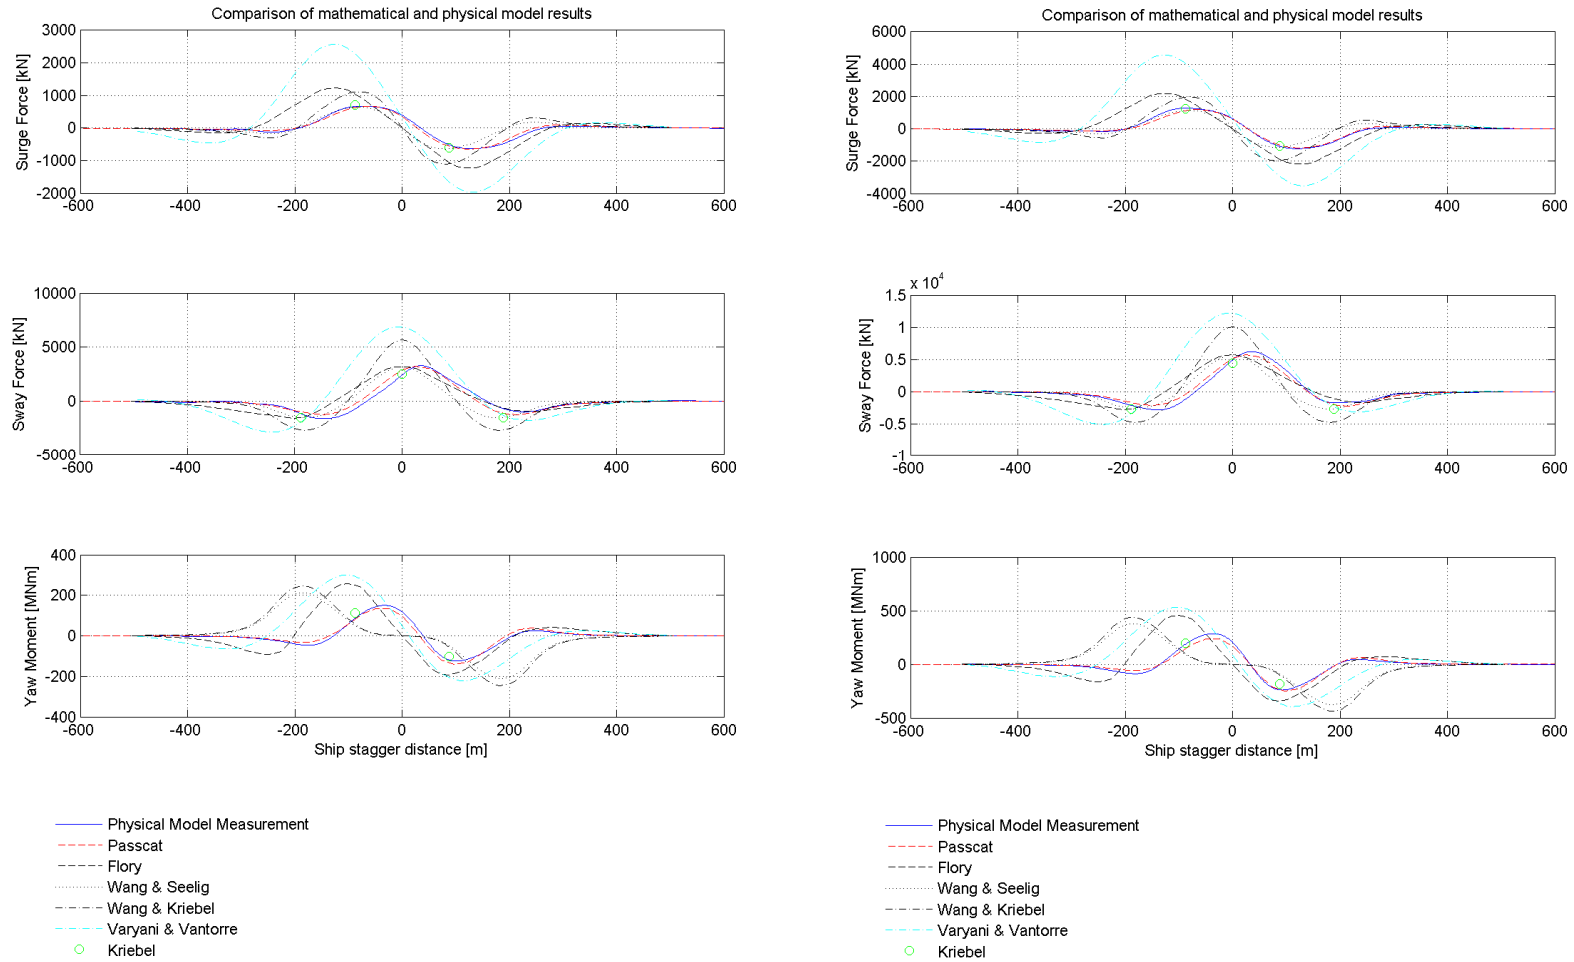 Comparison of mathematical and physical model results
3000
2000
1000
0
-1000
-2000
Surge Force [kN]
-600 -400 -200 0 200 400 600
10000
5000
0
-5000
Sway Force [kN]
-600 -400 -200 0 200 400 600
400
200
0
-200
-400
Yaw Moment [MNm]
-600 -400 -200 0 200 400 600
Ship stagger distance [m]
Physical Model Measurement
Passcat
Flory
Wang & Seelig
Wang & Kriebel
Varyani & Vantorre
Kriebel
Comparison of mathematical and physical model results
6000
4000
2000
0
-2000
-4000
Surge Force [kN]
-600 -400 -200 0 200 400 600
x 10^4
1.5
1
0.5
0
-0.5
-1
Sway Force [kN]
-600 -400 -200 0 200 400 600
1000
500
0
-500
Yaw Moment [MNm]
-600 -400 -200 0 200 400 600
Ship stagger distance [m]
Physical Model Measurement
Passcat
Flory
Wang & Seelig
Wang & Kriebel
Varyani & Vantorre
Kriebel